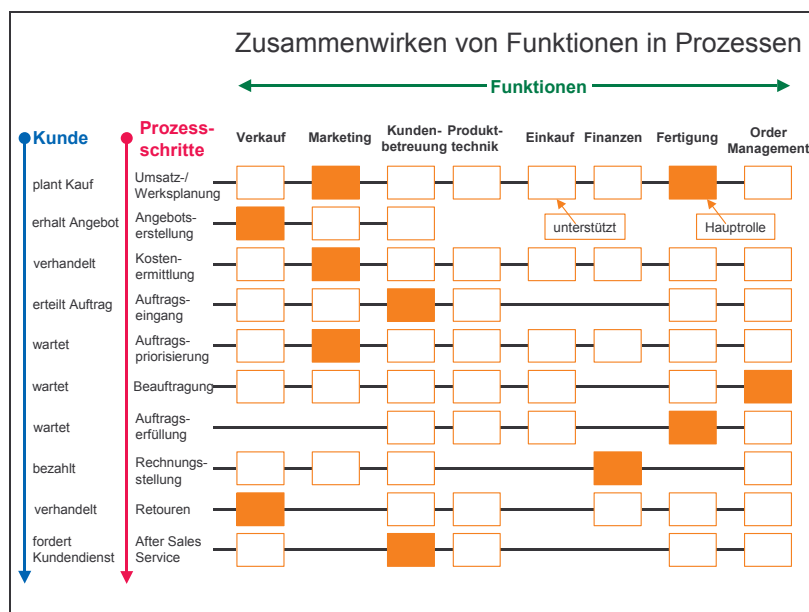 Zusammenwirken von Funktionen in Prozessen
Funktionen
Kunde
Prozess-
schritte
Verkauf
Marketing
Kunden-
betreuung
Produkt-
technik
Einkauf
Finanzen
Fertigung
Order
Management
plant Kauf
Umsatz-/
Werksplanung
unterstützt
Hauptrolle
erhalt Angebot
Angebots-
erstellung
verhandelt
Kosten-
ermittlung
erteilt Auftrag
Auftrags-
eingang
wartet
Auftrags-
priorisierung
wartet
Beauftragung
wartet
Auftrags-
erfüllung
bezahlt
Rechnungs-
stellung
verhandelt
Retouren
fordert
Kundendienst
After Sales
Service